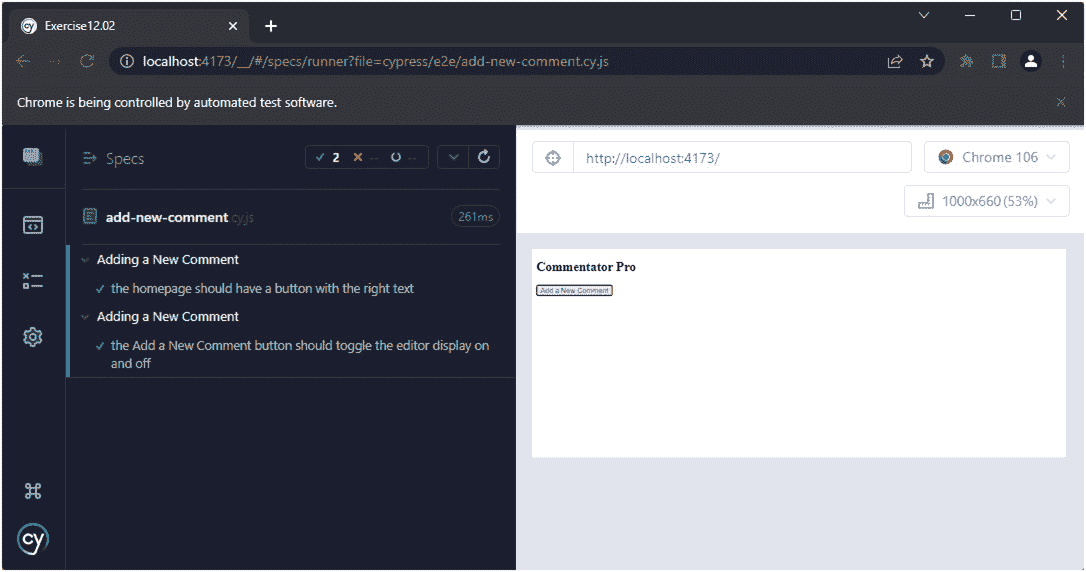 Exercise12.02
localhost:4173/__/#/specs/runner?file=cypress/e2e/add-new-comment.cy.js
Chrome is being controlled by automated test software.
Specs
2 -- --
add-new-comment.cy.js
261ms
Adding a New Comment
the homepage should have a button with the right text
Adding a New Comment
the Add a New Comment button should toggle the editor display on
and off
cy
http://localhost:4173/
Chrome 106
1000x660 (53%)
Commentator Pro
Add a New Comment